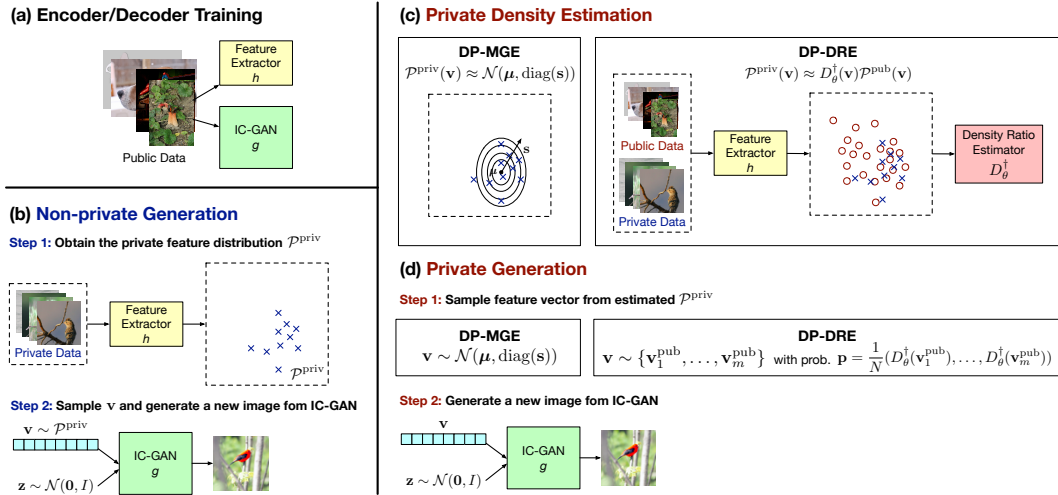 (a) Encoder/Decoder Training
Public Data
Feature
Extractor
h
IC-GAN
g
(b) Non-private Generation
Step 1: Obtain the private feature distribution 𝒫^priv
Private Data
Feature
Extractor
h
𝒫^priv
Step 2: Sample v and generate a new image fom IC-GAN
v ∼ 𝒫^priv
z ∼ 𝒩(0, I)
IC-GAN
g
(c) Private Density Estimation
DP-MGE
𝒫^priv(v) ≈ 𝒩(μ, diag(s))
s
μ
DP-DRE
𝒫^priv(v) ≈ D_θ^†(v)𝒫^pub(v)
Public Data
Private Data
Feature
Extractor
h
Density Ratio
Estimator
D_θ^†
(d) Private Generation
Step 1: Sample feature vector from estimated 𝒫^priv
DP-MGE
v ∼ 𝒩(μ, diag(s))
DP-DRE
v ∼ {v_1^pub, . . . , v_m^pub} with prob. p = 1/N (D_θ^†(v_1^pub), . . . , D_θ^†(v_m^pub))
Step 2: Generate a new image fom IC-GAN
v
z ∼ 𝒩(0, I)
IC-GAN
g